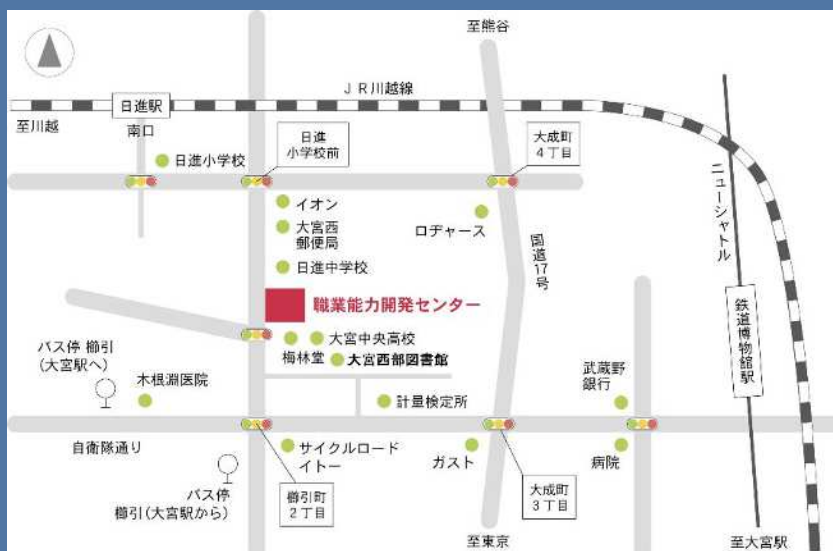 至熊谷
ＪＲ川越線
日進駅
至川越
南口
日進小学校
日進
小学校前
大成町
４丁目
イオン
大宮西
郵便局
ロヂャース
ニューシャトル
国道17号
日進中学校
職業能力開発センター
鉄道博物館駅
大宮中央高校
梅林堂
大宮西部図書館
バス停 櫛引
(大宮駅へ)
木根淵医院
武蔵野
銀行
計量検定所
自衛隊通り
サイクルロード
イトー
ガスト
病院
バス停
櫛引(大宮駅から)
櫛引町
２丁目
大成町
３丁目
至東京
至大宮駅